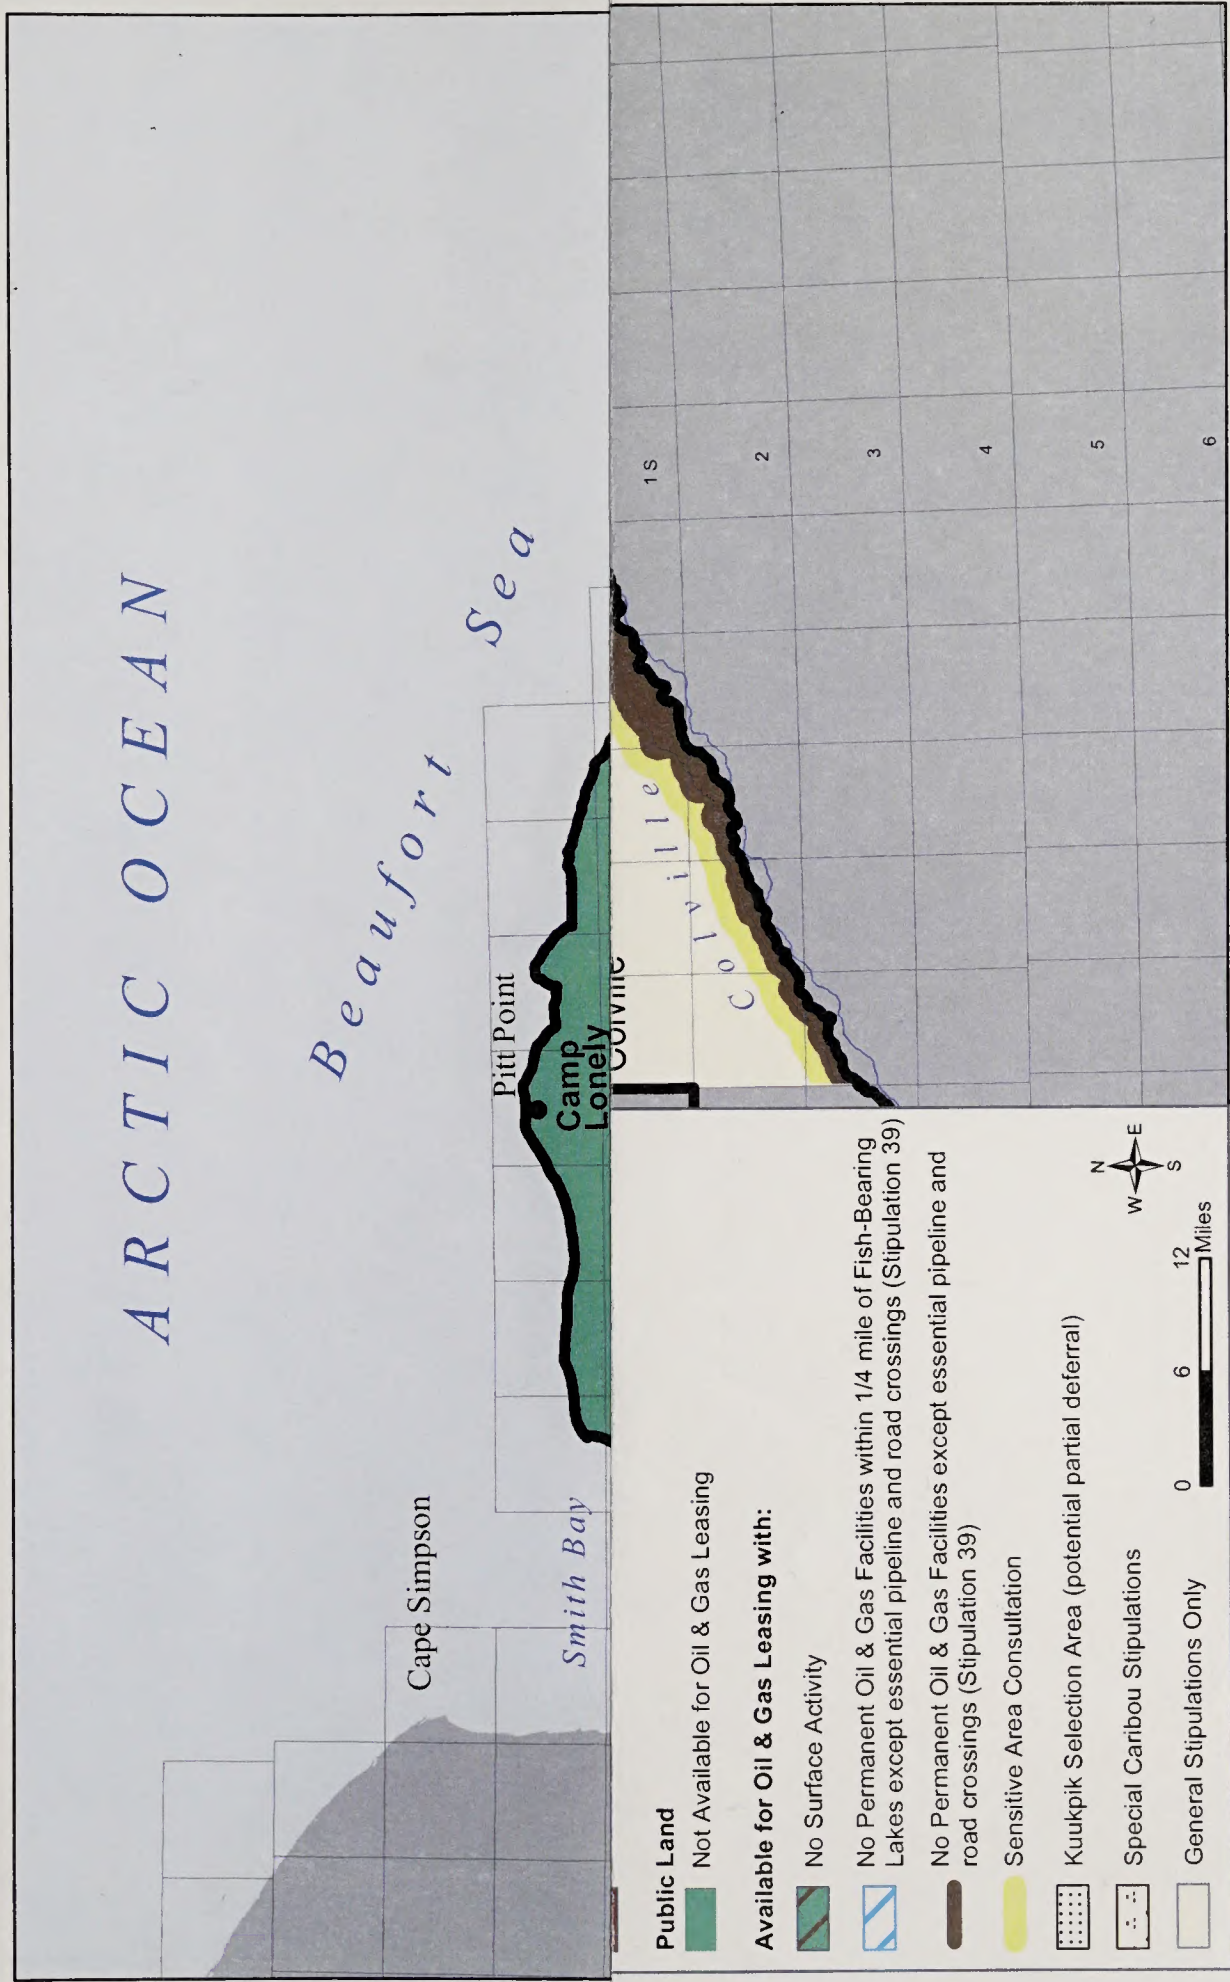 ARCTIC OCEAN
Beaufort
Sea
Pitt Point
Camp
Lonely
Cape Simpson
Smith Bay
Colville
Colville
1 S
2
3
4
5
6
Public Land
Not Available for Oil & Gas Leasing
Available for Oil & Gas Leasing with:
No Surface Activity
No Permanent Oil & Gas Facilities within 1/4 mile of Fish-Bearing
Lakes except essential pipeline and road crossings (Stipulation 39)
No Permanent Oil & Gas Facilities except essential pipeline and
road crossings (Stipulation 39)
Sensitive Area Consultation
Kuukpik Selection Area (potential partial deferral)
Special Caribou Stipulations
General Stipulations Only
N
W
E
S
0 6 12
Miles